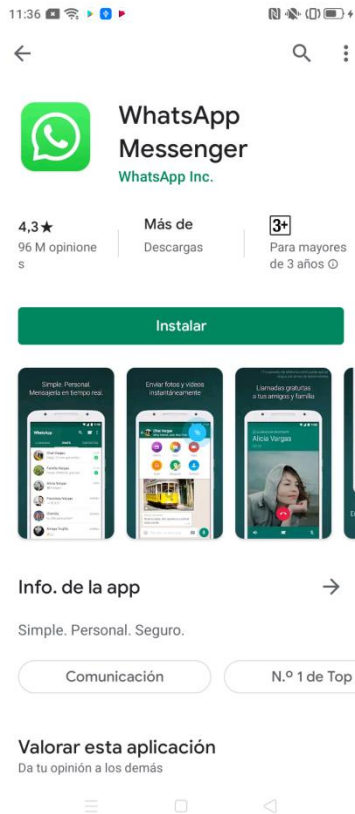 11:36
WhatsApp
Messenger
WhatsApp Inc.
4,3★
96 M opinione
s
Más de
Descargas
3+
Para mayores
de 3 años
Instalar
Simple. Personal.
Mensajería en tiempo real.
Enviar fotos y videos
instantáneamente
Llamadas gratuitas
a tus amigos y familia
WhatsApp
Alicia Vargas
Info. de la app
Simple. Personal. Seguro.
Comunicación
N.º 1 de Top
Valorar esta aplicación
Da tu opinión a los demás